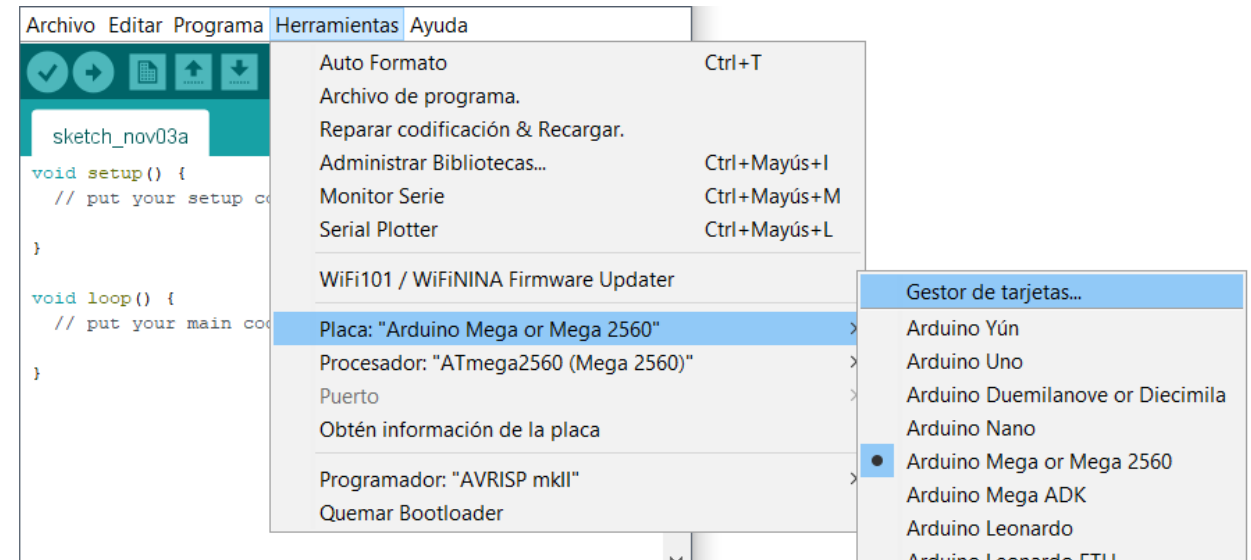 Archivo Editar Programa Herramientas Ayuda
sketch_nov03a
void setup() {
// put your setup
}
void loop() {
// put your main
}
Auto Formato Ctrl+T
Archivo de programa.
Reparar codificación & Recargar.
Administrar Bibliotecas... Ctrl+Mayús+I
Monitor Serie Ctrl+Mayús+M
Serial Plotter Ctrl+Mayús+L
WiFi101 / WiFiNINA Firmware Updater
Placa: "Arduino Mega or Mega 2560"
Procesador: "ATmega2560 (Mega 2560)"
Puerto
Obtén información de la placa
Programador: "AVRISP mkII"
Quemar Bootloader
Gestor de tarjetas...
Arduino Yún
Arduino Uno
Arduino Duemilanove or Diecimila
Arduino Nano
Arduino Mega or Mega 2560
Arduino Mega ADK
Arduino Leonardo
Arduino Leonardo ETH